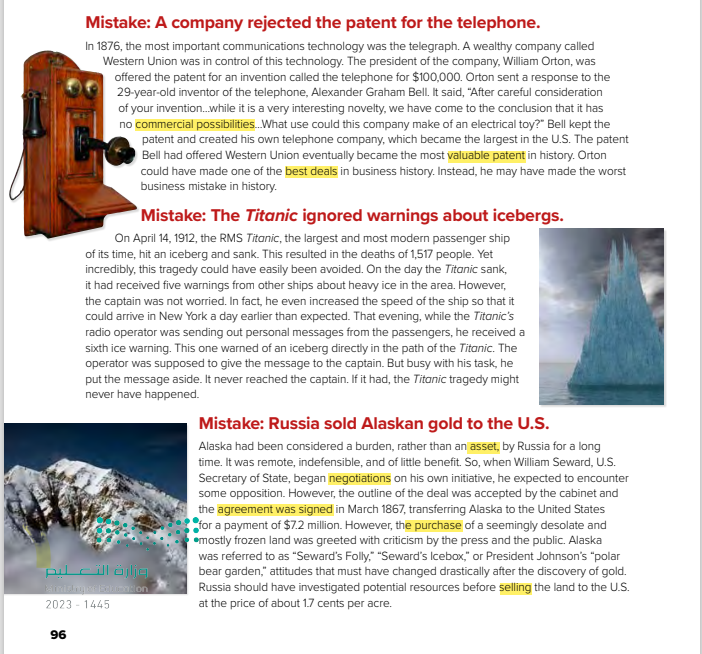 Mistake: A company rejected the patent for the telephone.
In 1876, the most important communications technology was the telegraph. A wealthy company called
Western Union was in control of this technology. The president of the company, William Orton, was
offered the patent for an invention called the telephone for $100,000. Orton sent a response to the
29-year-old inventor of the telephone, Alexander Graham Bell. It said, “After careful consideration
of your invention...while it is a very interesting novelty, we have come to the conclusion that it has
no commercial possibilities...What use could this company make of an electrical toy?” Bell kept the
patent and created his own telephone company, which became the largest in the U.S. The patent
Bell had offered Western Union eventually became the most valuable patent in history. Orton
could have made one of the best deals in business history. Instead, he may have made the worst
business mistake in history.
Mistake: The Titanic ignored warnings about icebergs.
On April 14, 1912, the RMS Titanic, the largest and most modern passenger ship
of its time, hit an iceberg and sank. This resulted in the deaths of 1,517 people. Yet
incredibly, this tragedy could have easily been avoided. On the day the Titanic sank,
it had received five warnings from other ships about heavy ice in the area. However,
the captain was not worried. In fact, he even increased the speed of the ship so that it
could arrive in New York a day earlier than expected. That evening, while the Titanic’s
radio operator was sending out personal messages from the passengers, he received a
sixth ice warning. This one warned of an iceberg directly in the path of the Titanic. The
operator was supposed to give the message to the captain. But busy with his task, he
put the message aside. It never reached the captain. If it had, the Titanic tragedy might
never have happened.
Mistake: Russia sold Alaskan gold to the U.S.
Alaska had been considered a burden, rather than an asset, by Russia for a long
time. It was remote, indefensible, and of little benefit. So, when William Seward, U.S.
Secretary of State, began negotiations on his own initiative, he expected to encounter
some opposition. However, the outline of the deal was accepted by the cabinet and
the agreement was signed in March 1867, transferring Alaska to the United States
for a payment of $7.2 million. However, the purchase of a seemingly desolate and
mostly frozen land was greeted with criticism by the press and the public. Alaska
was referred to as “Seward’s Folly,” “Seward’s Icebox,” or President Johnson’s “polar
bear garden,” attitudes that must have changed drastically after the discovery of gold.
Russia should have investigated potential resources before selling the land to the U.S.
at the price of about 1.7 cents per acre.
وزارة التعليم
Ministry of Education
2023 - 1445
96